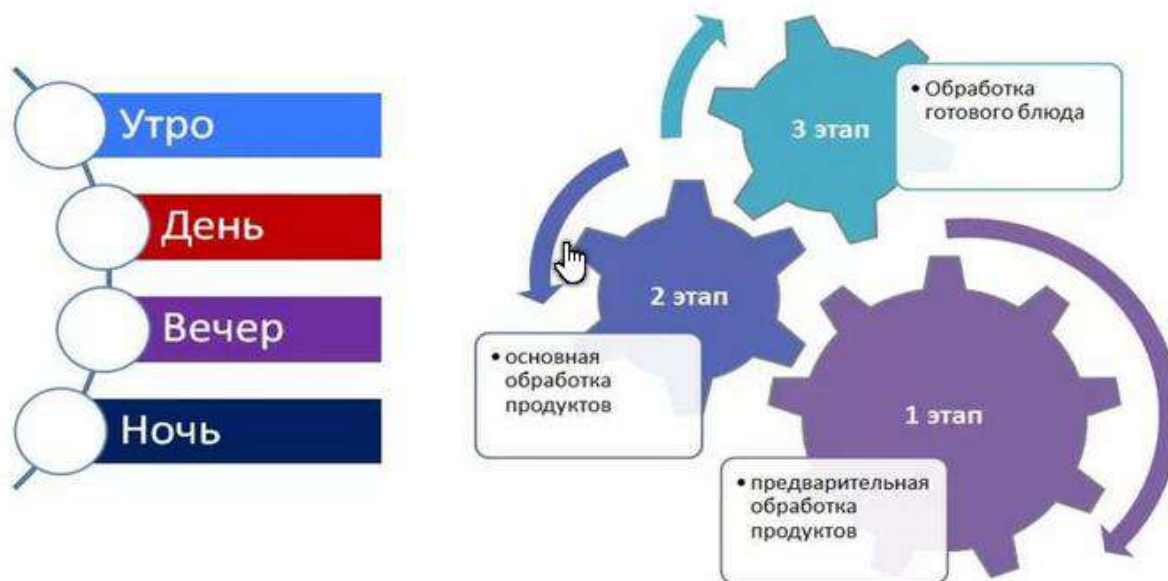 Утро
День
Вечер
Ночь
3 этап
• Обработка
готового блюда
2 этап
• основная
обработка
продуктов
1 этап
• предварительная
обработка
продуктов